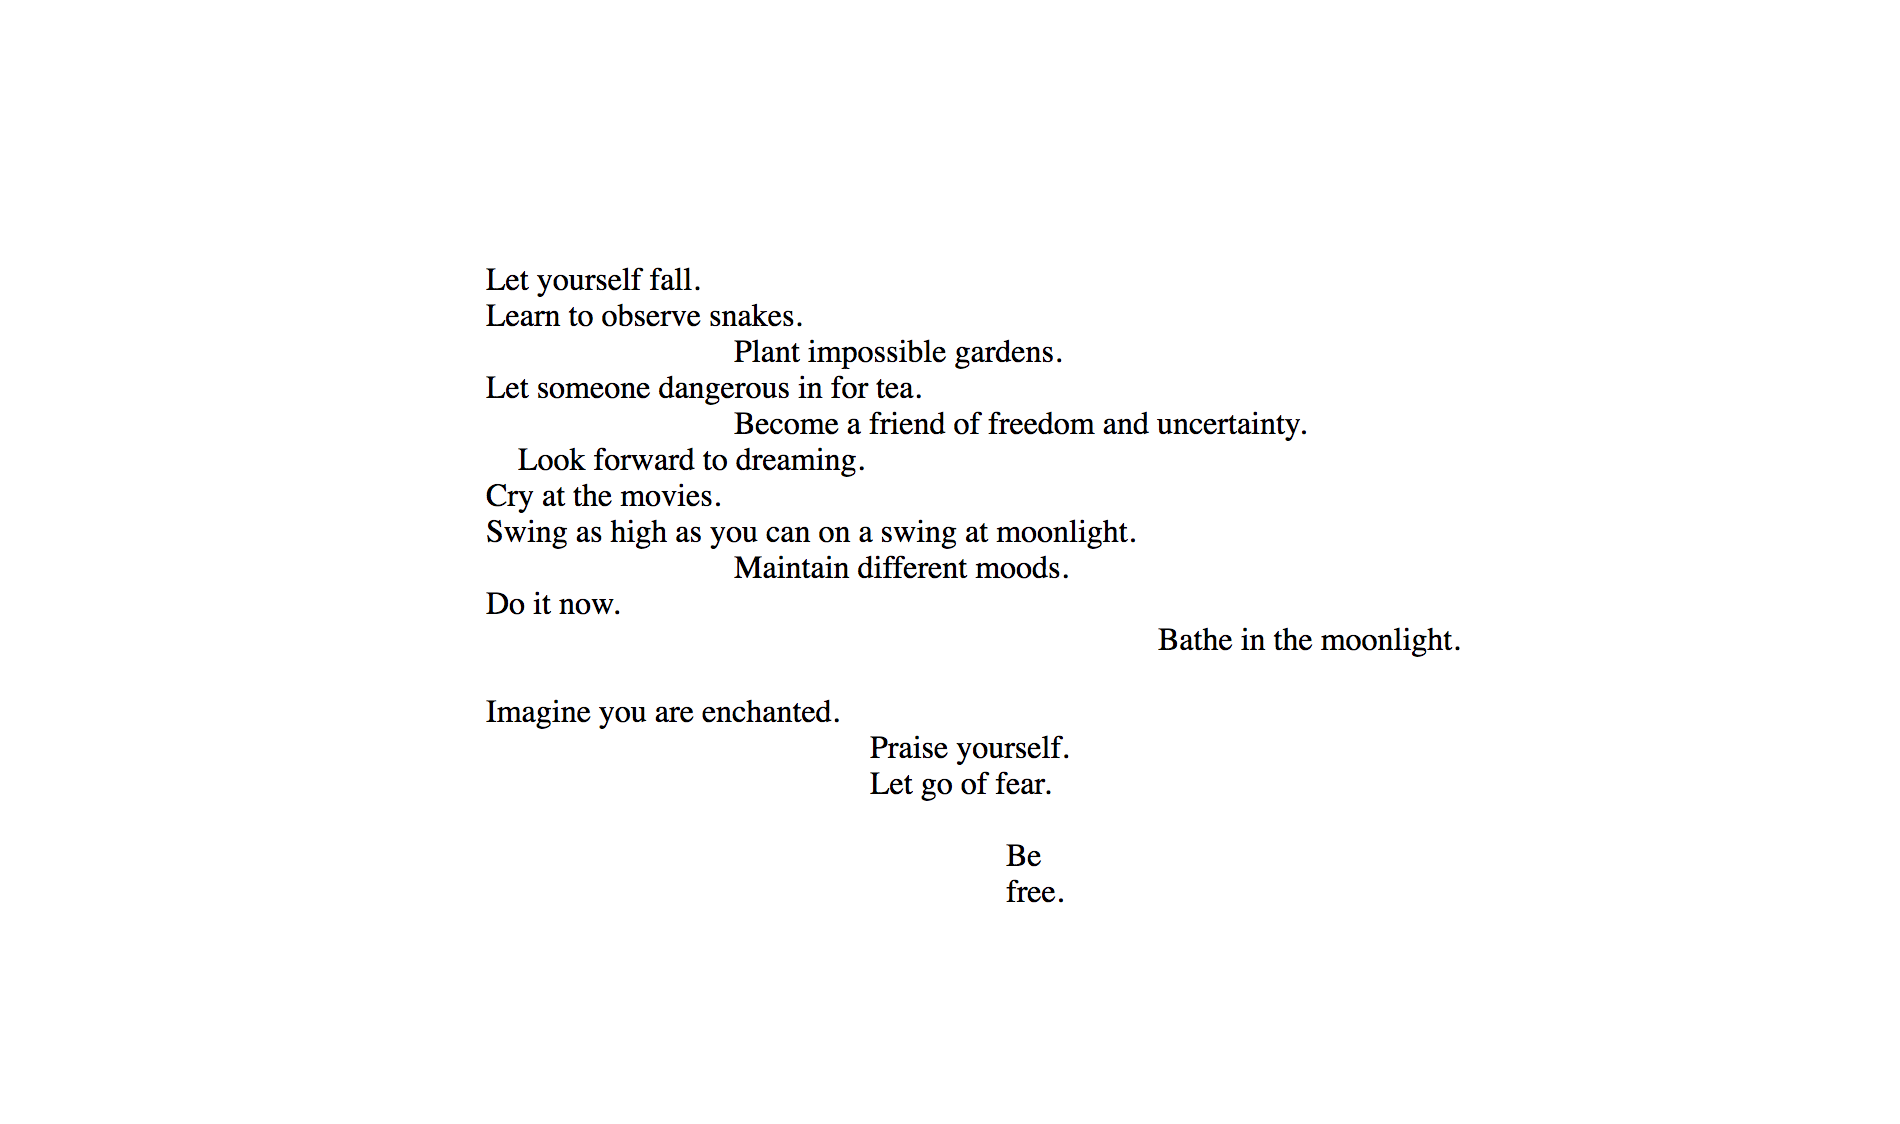 Let yourself fall.
Learn to observe snakes.
Plant impossible gardens.
Let someone dangerous in for tea.
Become a friend of freedom and uncertainty.
Look forward to dreaming.
Cry at the movies.
Swing as high as you can on a swing at moonlight.
Maintain different moods.
Do it now.
Bathe in the moonlight.
Imagine you are enchanted.
Praise yourself.
Let go of fear.
Be
free.